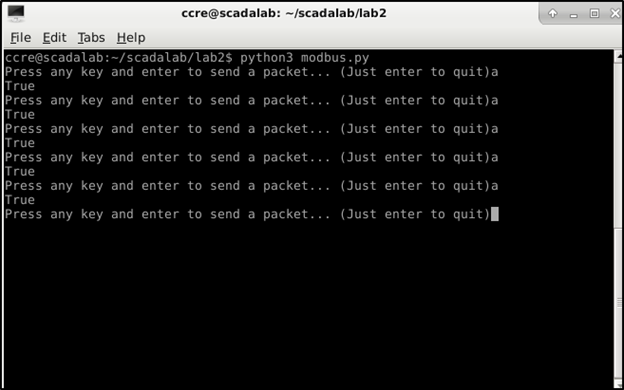 ccre@scadalab: ~/scadalab/lab2
File Edit Tabs Help
ccre@scadalab:~/scadalab/lab2$ python3 modbus.py
Press any key and enter to send a packet... (Just enter to quit)a
True
Press any key and enter to send a packet... (Just enter to quit)a
True
Press any key and enter to send a packet... (Just enter to quit)a
True
Press any key and enter to send a packet... (Just enter to quit)a
True
Press any key and enter to send a packet... (Just enter to quit)a
True
Press any key and enter to send a packet... (Just enter to quit)